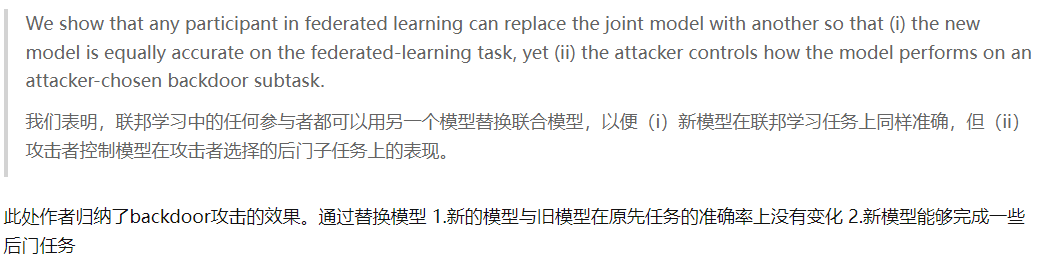 We show that any participant in federated learning can replace the joint model with another so that (i) the new
model is equally accurate on the federated-learning task, yet (ii) the attacker controls how the model performs on an
attacker-chosen backdoor subtask.
我们表明，联邦学习中的任何参与者都可以用另一个模型替换联合模型，以便（i）新模型在联邦学习任务上同样准确，但（ii）
攻击者控制模型在攻击者选择的后门子任务上的表现。
此处作者归纳了backdoor攻击的效果。通过替换模型 1.新的模型与旧模型在原先任务的准确率上没有变化 2.新模型能够完成一些
后门任务